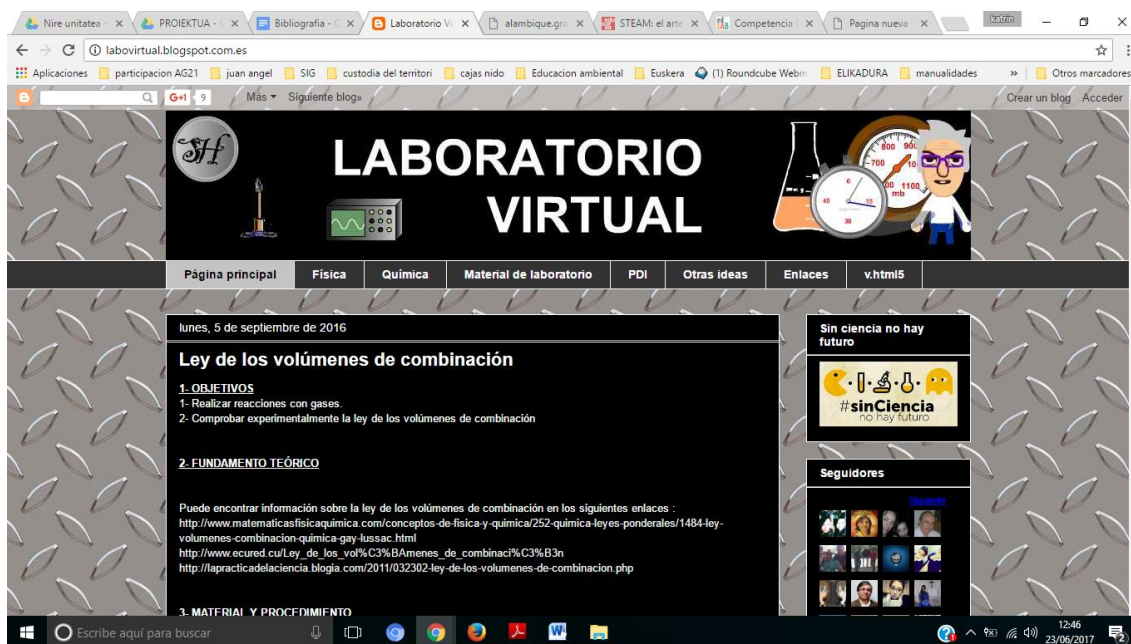 Nire unitatea -
PROIEKTUA -
Bibliografia -
Laboratorio Vi
alambique.gra
STEAM: el arte
Competencia
Pagina nueva
katrin
labovirtual.blogspot.com.es
Aplicaciones
participacion AG21
juan angel
SIG
custodia del territori
cajas nido
Educacion ambiental
Euskera
(1) Roundcube Webm
ELIKADURA
manualidades
»
Otros marcadores
G+1 9
Más
Siguiente blog»
Crear un blog
Acceder
SH
LABORATORIO
VIRTUAL
Página principal
Física
Química
Material de laboratorio
PDI
Otras ideas
Enlaces
v.html5
lunes, 5 de septiembre de 2016
Ley de los volúmenes de combinación
1- OBJETIVOS
1- Realizar reacciones con gases.
2- Comprobar experimentalmente la ley de los volúmenes de combinación
2- FUNDAMENTO TEÓRICO
Puede encontrar información sobre la ley de los volúmenes de combinación en los siguientes enlaces :
http://www.matematicasfisicaquimica.com/conceptos-de-fisica-y-quimica/252-quimica-leyes-ponderales/1484-ley-
volumenes-combinacion-quimica-gay-lussac.html
http://www.ecured.cu/Ley_de_los_vol%C3%BAmenes_de_combinaci%C3%B3n
http://lapracticadelaciencia.blogia.com/2011/032302-ley-de-los-volumenes-de-combinacion.php
3- MATERIAL Y PROCEDIMIENTO
Sin ciencia no hay
futuro
#sinCiencia
no hay futuro
Seguidores
Siguiente
Escribe aquí para buscar
12:46
23/06/2017